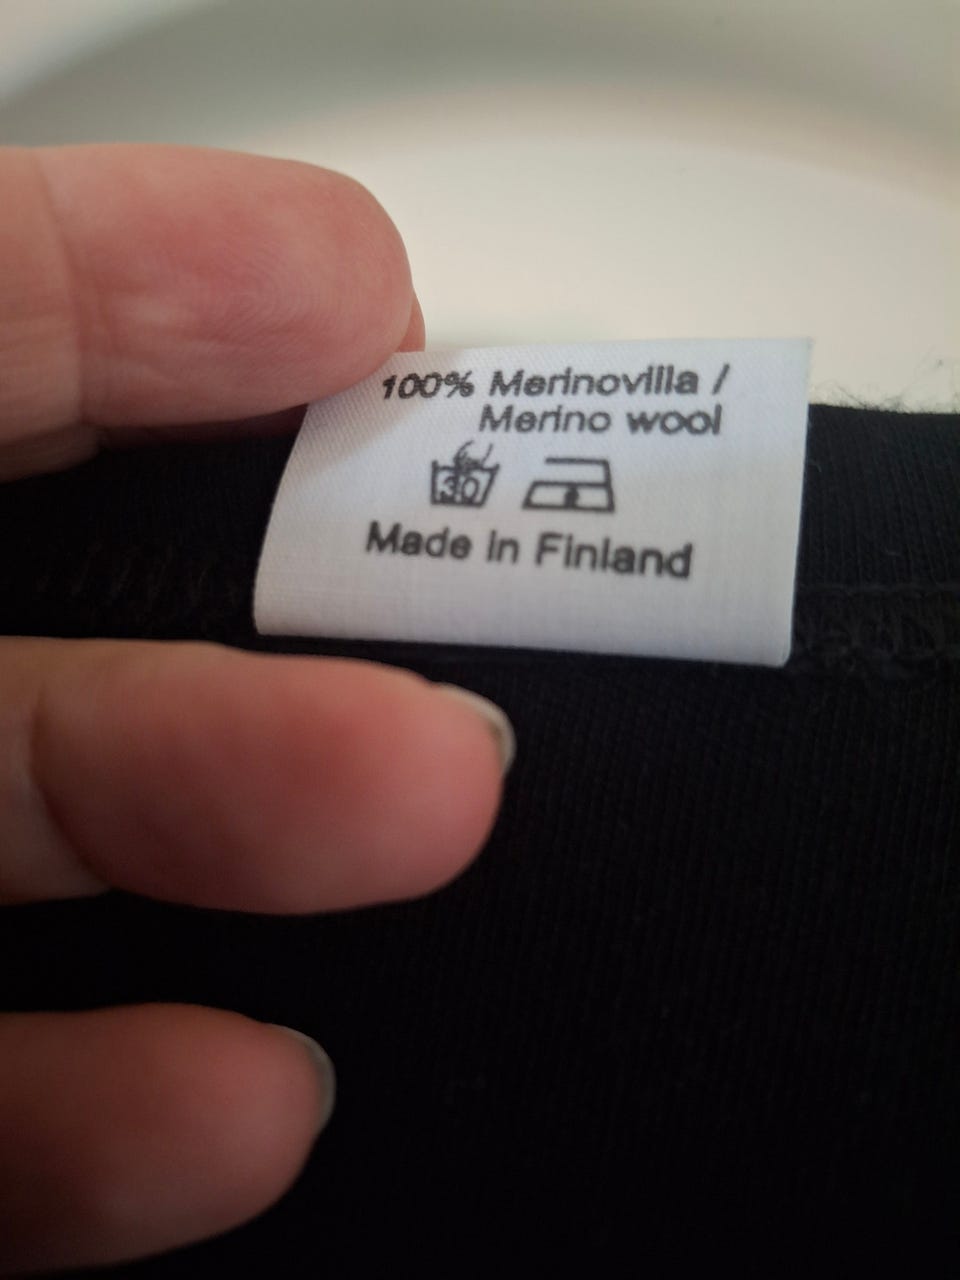 100% Merinovilla /
Merino wool
30
Made in Finland